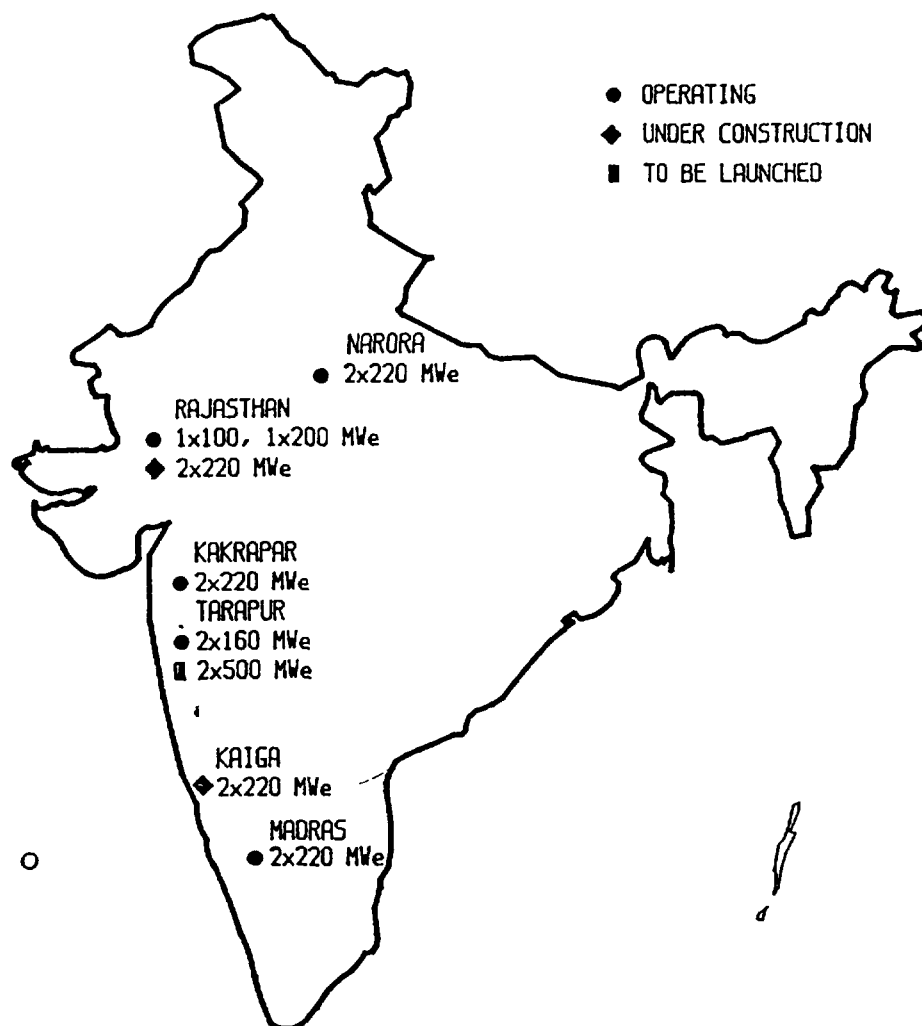 OPERATING
UNDER CONSTRUCTION
TO BE LAUNCHED
NARORA
2x220 MWe
RAJASTHAN
1x100, 1x200 MWe
2x220 MWe
KAKRAPAR
2x220 MWe
TARAPUR
2x160 MWe
2x500 MWe
KAIGA
2x220 MWe
MADRAS
2x220 MWe